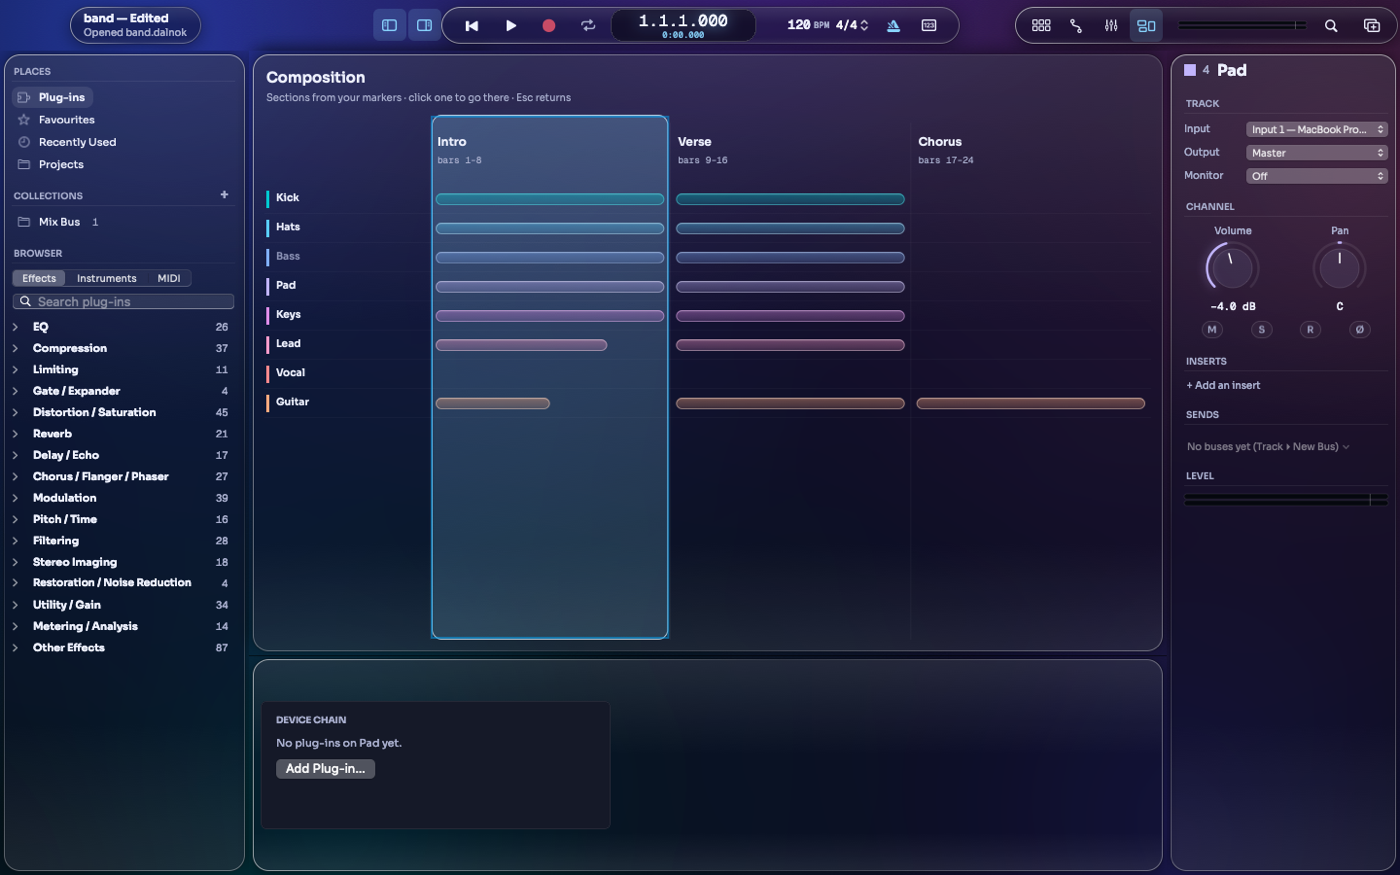 band — Edited
Opened band.dalnok
1.1.1.000
0:00.000
120 BPM 4/4
123
PLACES
Plug-ins
Favourites
Recently Used
Projects
COLLECTIONS +
Mix Bus 1
BROWSER
Effects Instruments MIDI
Search plug-ins
EQ 26
Compression 37
Limiting 11
Gate / Expander 4
Distortion / Saturation 45
Reverb 21
Delay / Echo 17
Chorus / Flanger / Phaser 27
Modulation 39
Pitch / Time 16
Filtering 28
Stereo Imaging 18
Restoration / Noise Reduction 4
Utility / Gain 34
Metering / Analysis 14
Other Effects 87
Composition
Sections from your markers · click one to go there · Esc returns
Intro Verse Chorus
bars 1–8 bars 9–16 bars 17–24
Kick
Hats
Bass
Pad
Keys
Lead
Vocal
Guitar
DEVICE CHAIN
No plug-ins on Pad yet.
Add Plug-in...
4 Pad
TRACK
Input Input 1 — MacBook Pro...
Output Master
Monitor Off
CHANNEL
Volume Pan
−4.0 dB C
M S R Ø
INSERTS
+ Add an insert
SENDS
No buses yet (Track ▸ New Bus)
LEVEL